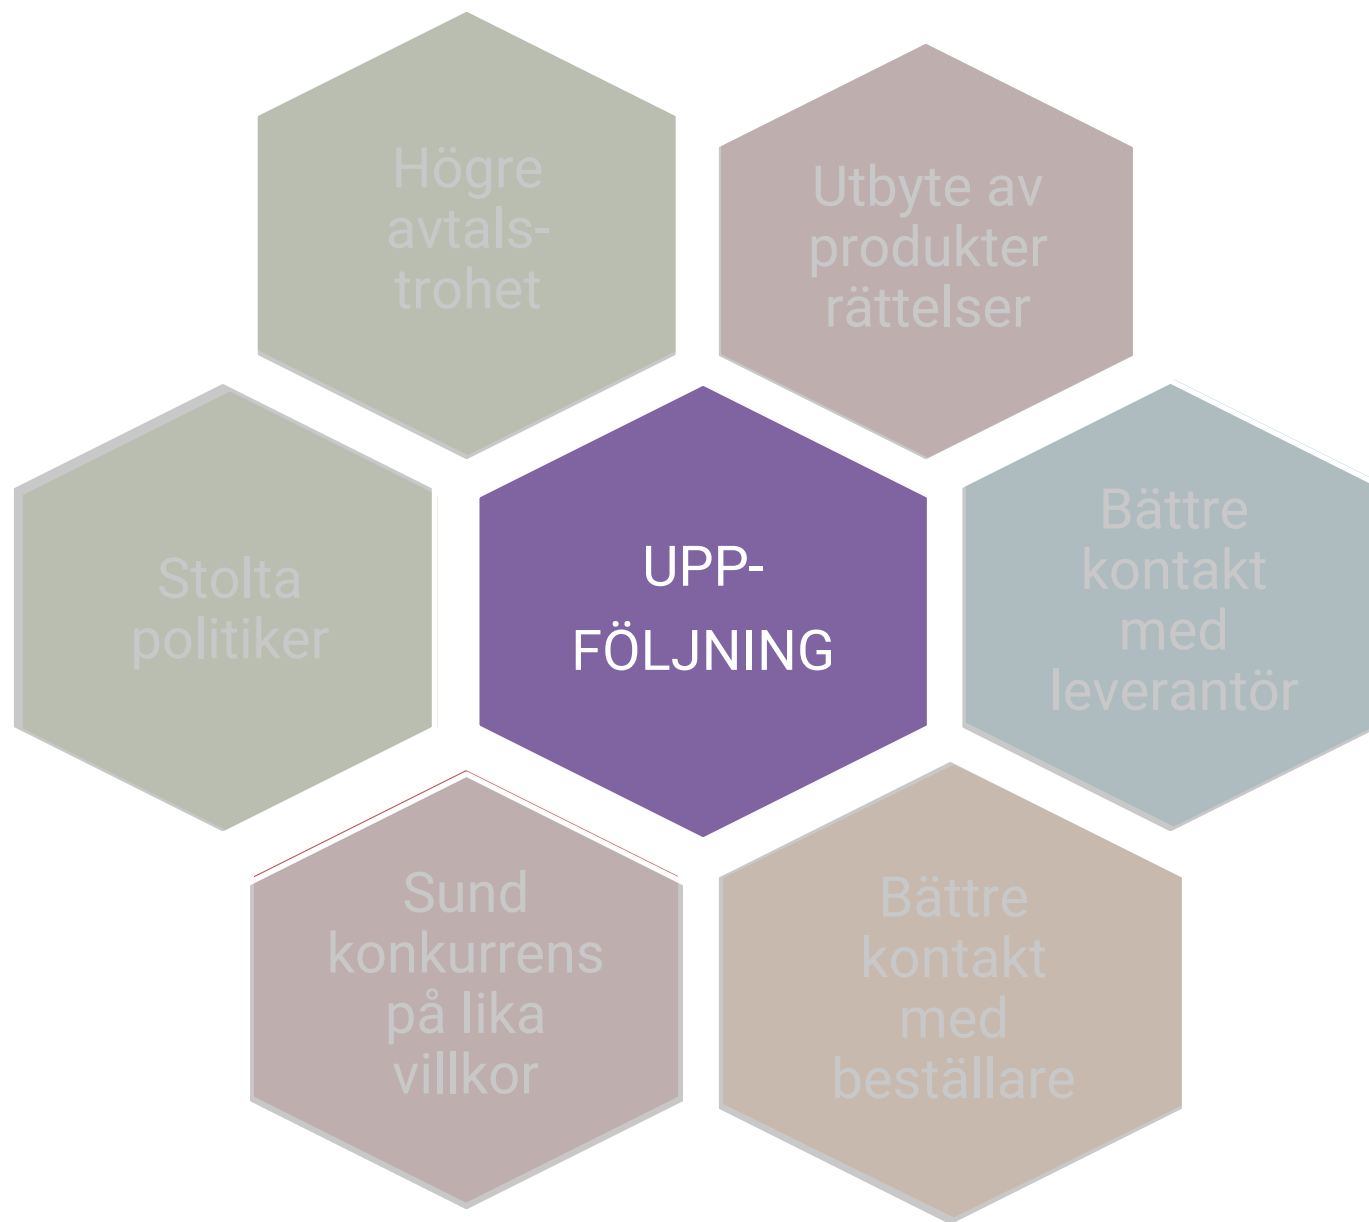 Högre
avtals-
trohet
Utbyte av
produkter
rättelser
Stolta
politiker
UPP-
FÖLJNING
Bättre
kontakt
med
leverantör
Sund
konkurrens
på lika
villkor
Bättre
kontakt
med
beställare